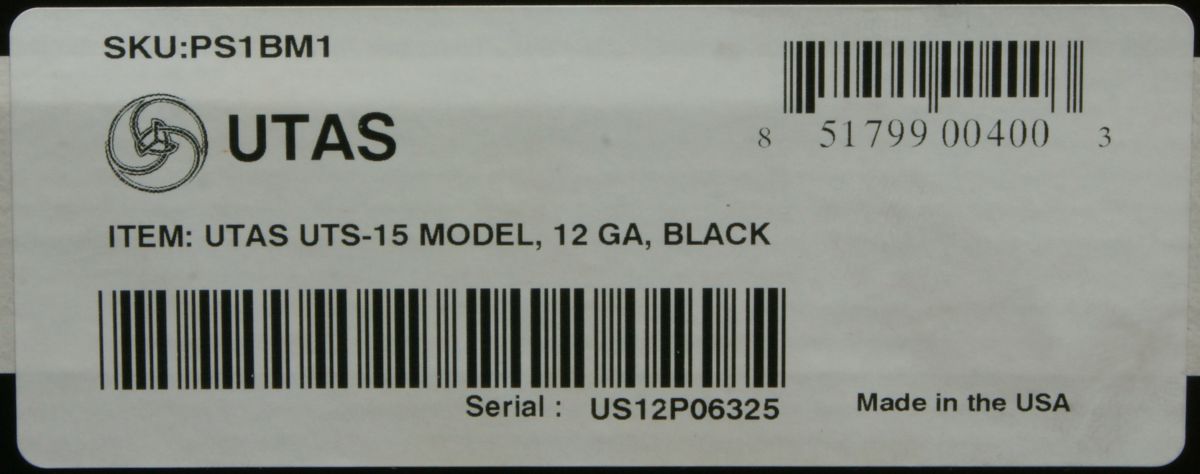 SKU:PS1BM1
UTAS
8 51799 00400 3
ITEM: UTAS UTS-15 MODEL, 12 GA, BLACK
Serial : US12P06325
Made in the USA